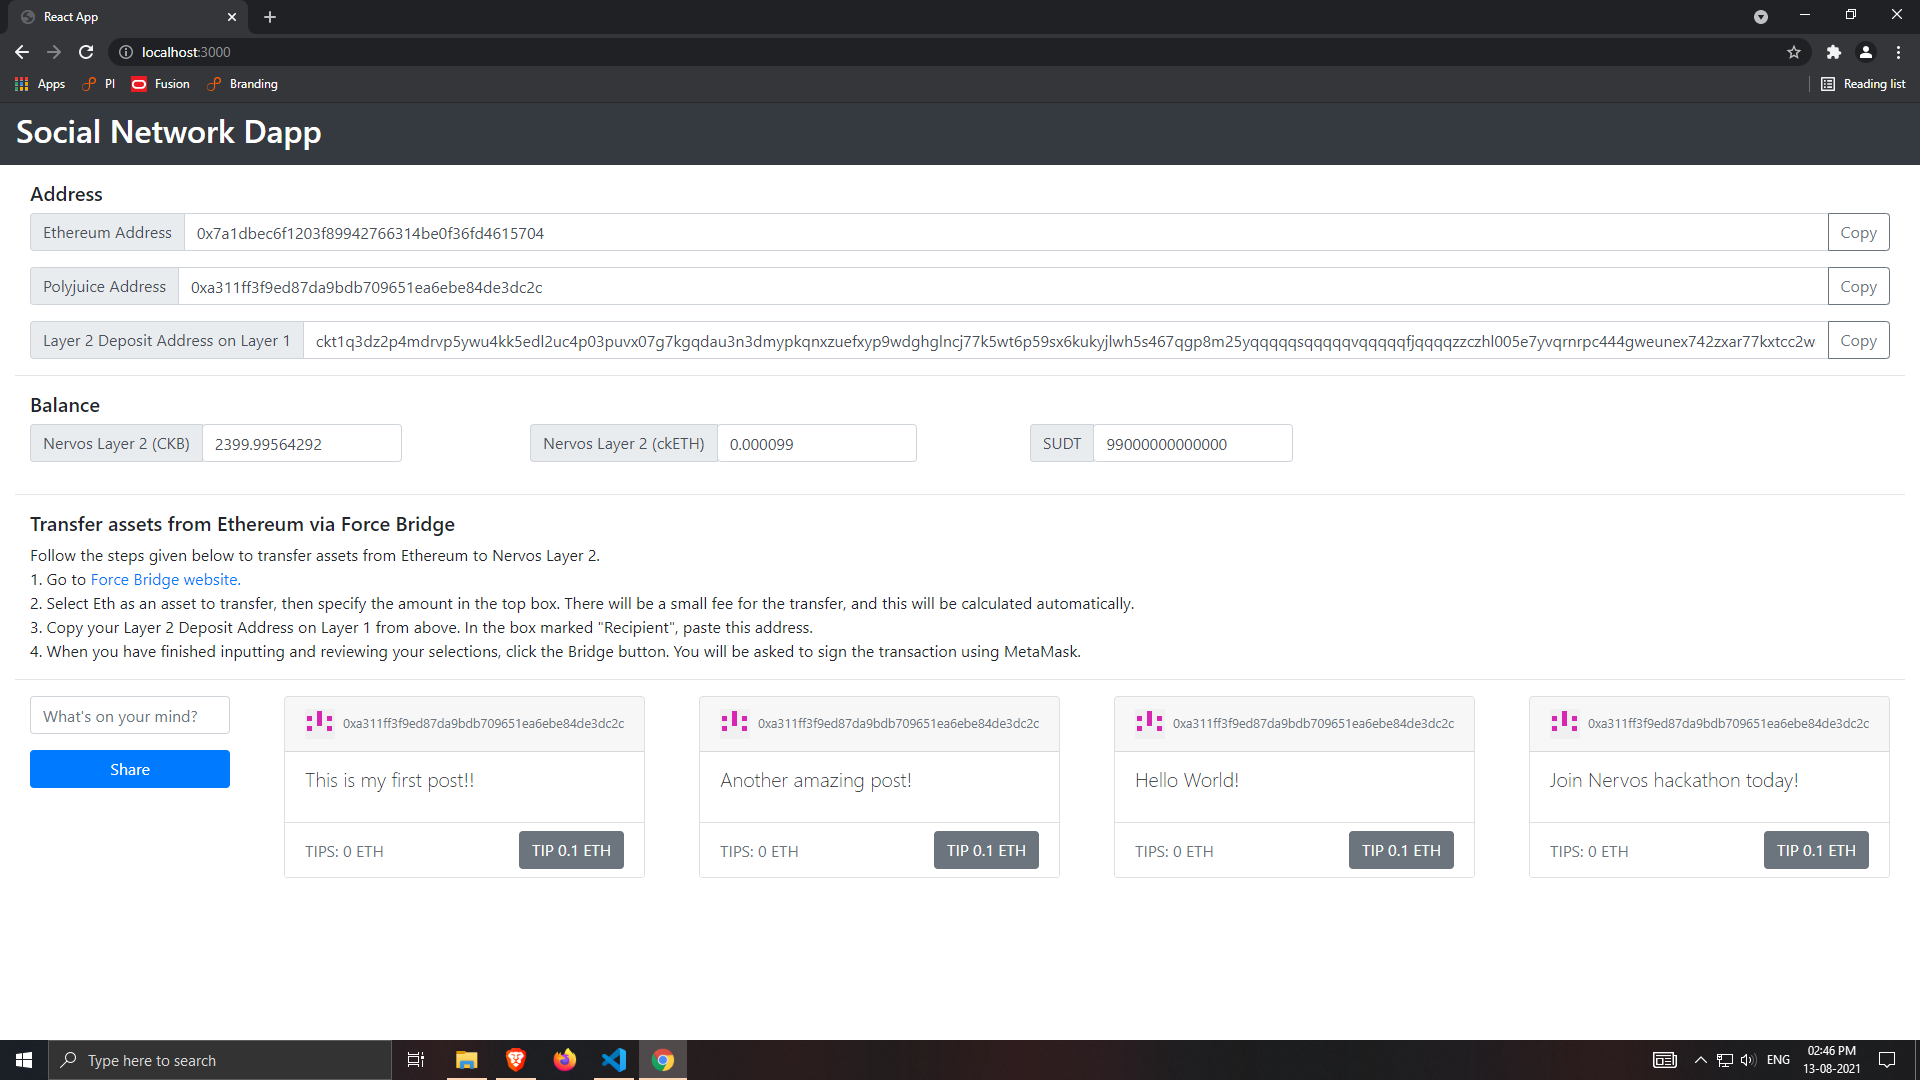 React App
localhost:3000
Apps PI Fusion Branding Reading list
Social Network Dapp
Address
Ethereum Address 0x7a1dbec6f1203f89942766314be0f36fd4615704 Copy
Polyjuice Address 0xa311ff3f9ed87da9bdb709651ea6ebe84de3dc2c Copy
Layer 2 Deposit Address on Layer 1 ckt1q3dz2p4mdrvp5ywu4kk5edl2uc4p03puvx07g7kgqdau3n3dmypkqnxzuefxyp9wdghglncj77k5wt6p59sx6kukyjlwh5s467qgp8m25yqqqqqsqqqqqvqqqqqfjqqqqzzczhl005e7yvqrnrpc444gweunex742zxar77kxtcc2w Copy
Balance
Nervos Layer 2 (CKB) 2399.99564292 Nervos Layer 2 (ckETH) 0.000099 SUDT 99000000000000
Transfer assets from Ethereum via Force Bridge
Follow the steps given below to transfer assets from Ethereum to Nervos Layer 2.
1. Go to Force Bridge website.
2. Select Eth as an asset to transfer, then specify the amount in the top box. There will be a small fee for the transfer, and this will be calculated automatically.
3. Copy your Layer 2 Deposit Address on Layer 1 from above. In the box marked "Recipient", paste this address.
4. When you have finished inputting and reviewing your selections, click the Bridge button. You will be asked to sign the transaction using MetaMask.
What's on your mind?
Share
0xa311ff3f9ed87da9bdb709651ea6ebe84de3dc2c
This is my first post!!
TIPS: 0 ETH TIP 0.1 ETH
0xa311ff3f9ed87da9bdb709651ea6ebe84de3dc2c
Another amazing post!
TIPS: 0 ETH TIP 0.1 ETH
0xa311ff3f9ed87da9bdb709651ea6ebe84de3dc2c
Hello World!
TIPS: 0 ETH TIP 0.1 ETH
0xa311ff3f9ed87da9bdb709651ea6ebe84de3dc2c
Join Nervos hackathon today!
TIPS: 0 ETH TIP 0.1 ETH
Type here to search
ENG
02:46 PM
13-08-2021